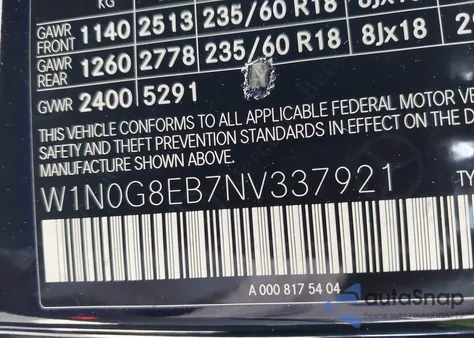 KG
GAWR FRONT 1140 2513 235/60 R18 8Jx18
GAWR REAR 1260 2778 235/60 R18 8Jx18 2
GVWR 2400 5291
THIS VEHICLE CONFORMS TO ALL APPLICABLE FEDERAL MOTOR VE
SAFETY AND THEFT PREVENTION STANDARDS IN EFFECT ON THE D
MANUFACTURE SHOWN ABOVE.
W1N0G8EB7NV337921 TY
A 000 817 54 04
autoSnap